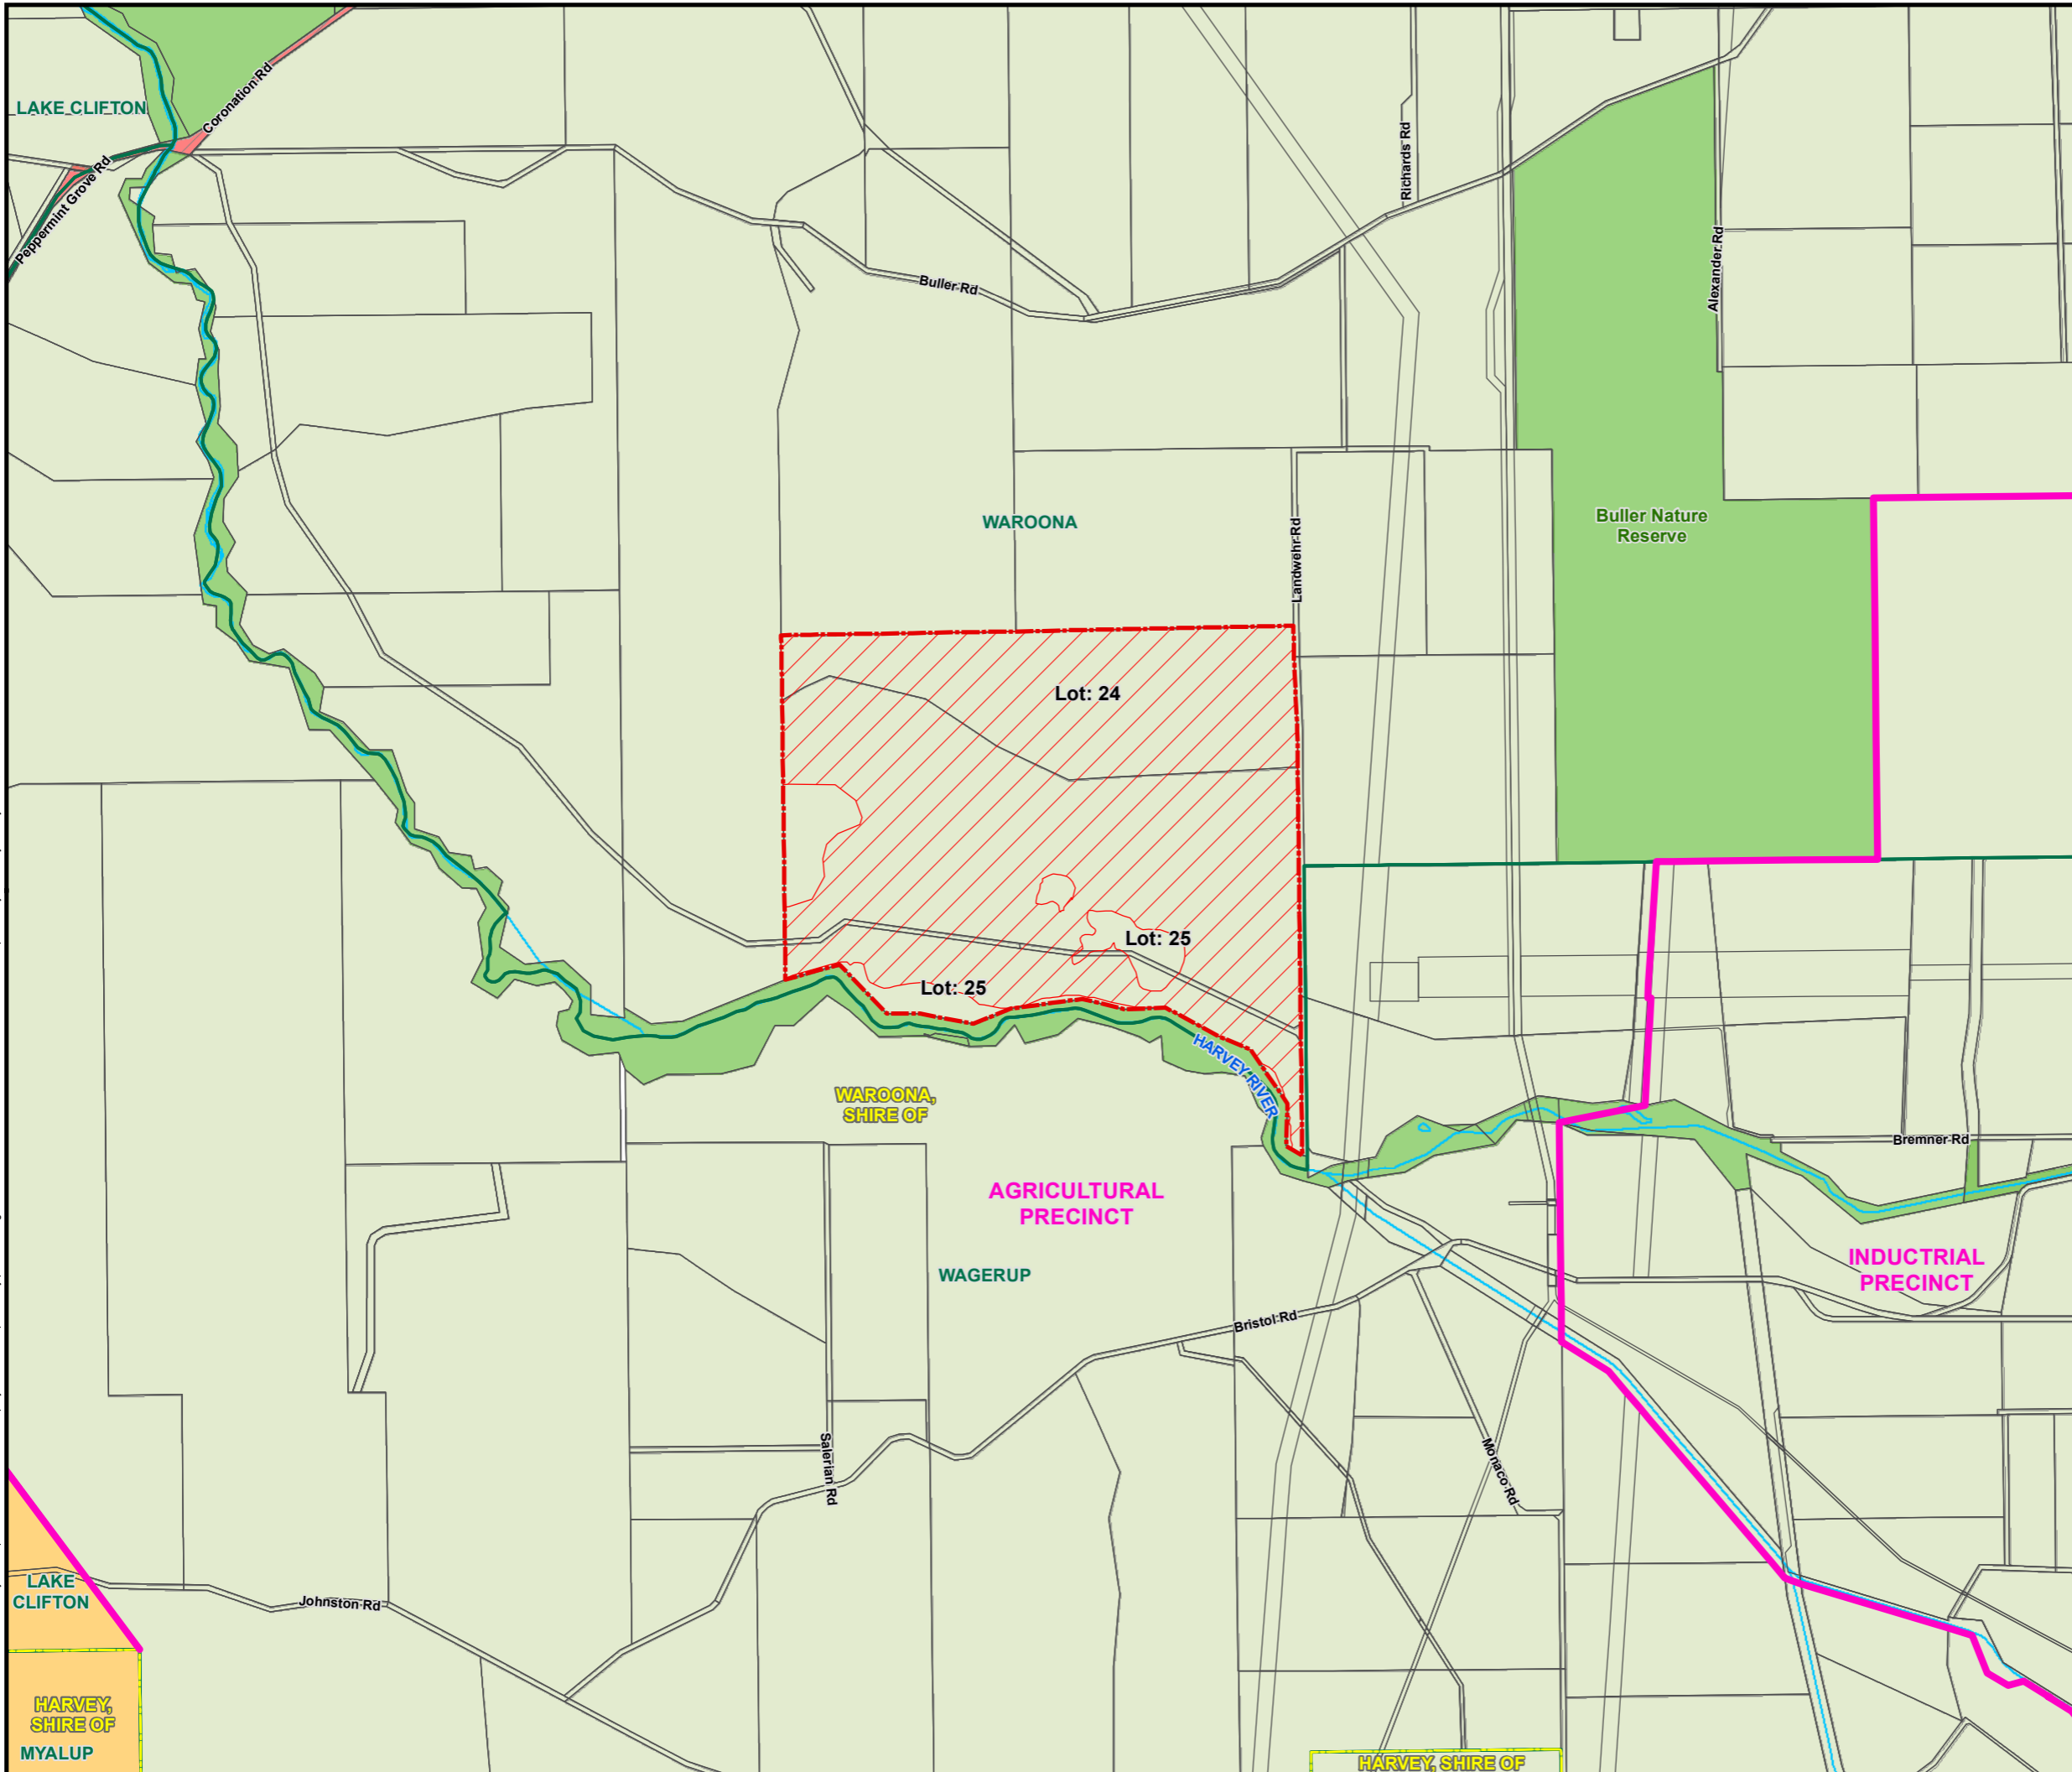 LAKE CLIFTON
Coronation Rd
Peppermint Grove Rd
Richards Rd
Alexander Rd
Buller Rd
WAROONA
Landwehr Rd
Buller Nature
Reserve
Lot: 24
Lot: 25
Lot: 25
HARVEY RIVER
WAROONA,
SHIRE OF
Bremner Rd
AGRICULTURAL
PRECINCT
WAGERUP
INDUCTRIAL
PRECINCT
Bristol Rd
Salerian Rd
Monaco Rd
LAKE
CLIFTON
Johnston Rd
HARVEY,
SHIRE OF
MYALUP
HARVEY, SHIRE OF